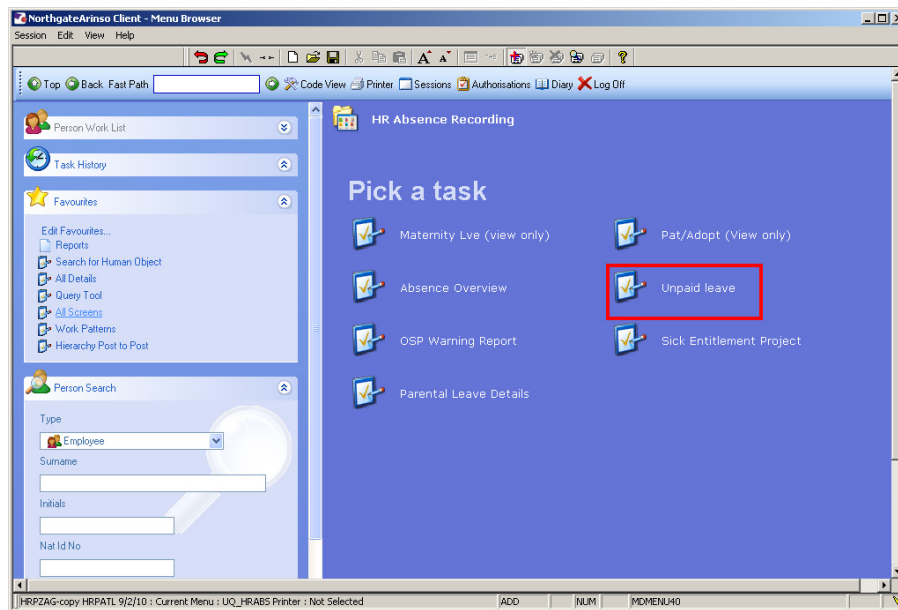 NorthgateArinso Client - Menu Browser
Session Edit View Help
Top Back Fast Path Code View Printer Sessions Authorisations Diary Log Off
Person Work List
Task History
Favourites
Edit Favourites...
Reports
Search for Human Object
All Details
Query Tool
All Screens
Work Patterns
Hierarchy Post to Post
Person Search
Type
Employee
Surname
Initials
Nat Id No
HR Absence Recording
Pick a task
Maternity Lve (view only) Pat/Adopt (View only)
Absence Overview Unpaid leave
OSP Warning Report Sick Entitlement Project
Parental Leave Details
HRPZAG-copy HRPATL 9/2/10 : Current Menu : UQ_HRABS Printer : Not Selected ADD NUM MDMENU40